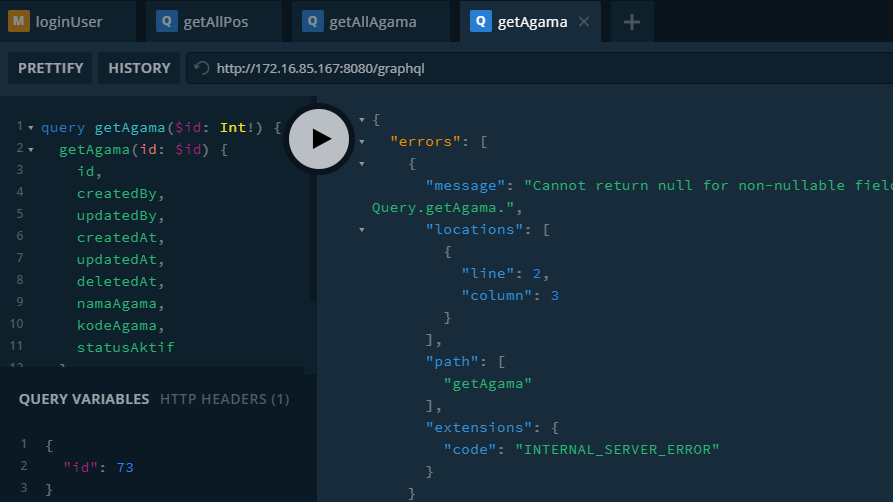 M loginUser Q getAllPos Q getAllAgama Q getAgama × +
PRETTIFY HISTORY http://172.16.85.167:8080/graphql
1 query getAgama($id: Int!) {
2 getAgama(id: $id) {
3 id,
4 createdBy,
5 updatedBy,
6 createdAt,
7 updatedAt,
8 deletedAt,
9 namaAgama,
10 kodeAgama,
11 statusAktif
12 }
QUERY VARIABLES HTTP HEADERS (1)
1 {
2 "id": 73
3 }
{
"errors": [
{
"message": "Cannot return null for non-nullable fiel
Query.getAgama.",
"locations": [
{
"line": 2,
"column": 3
}
],
"path": [
"getAgama"
],
"extensions": {
"code": "INTERNAL_SERVER_ERROR"
}
}